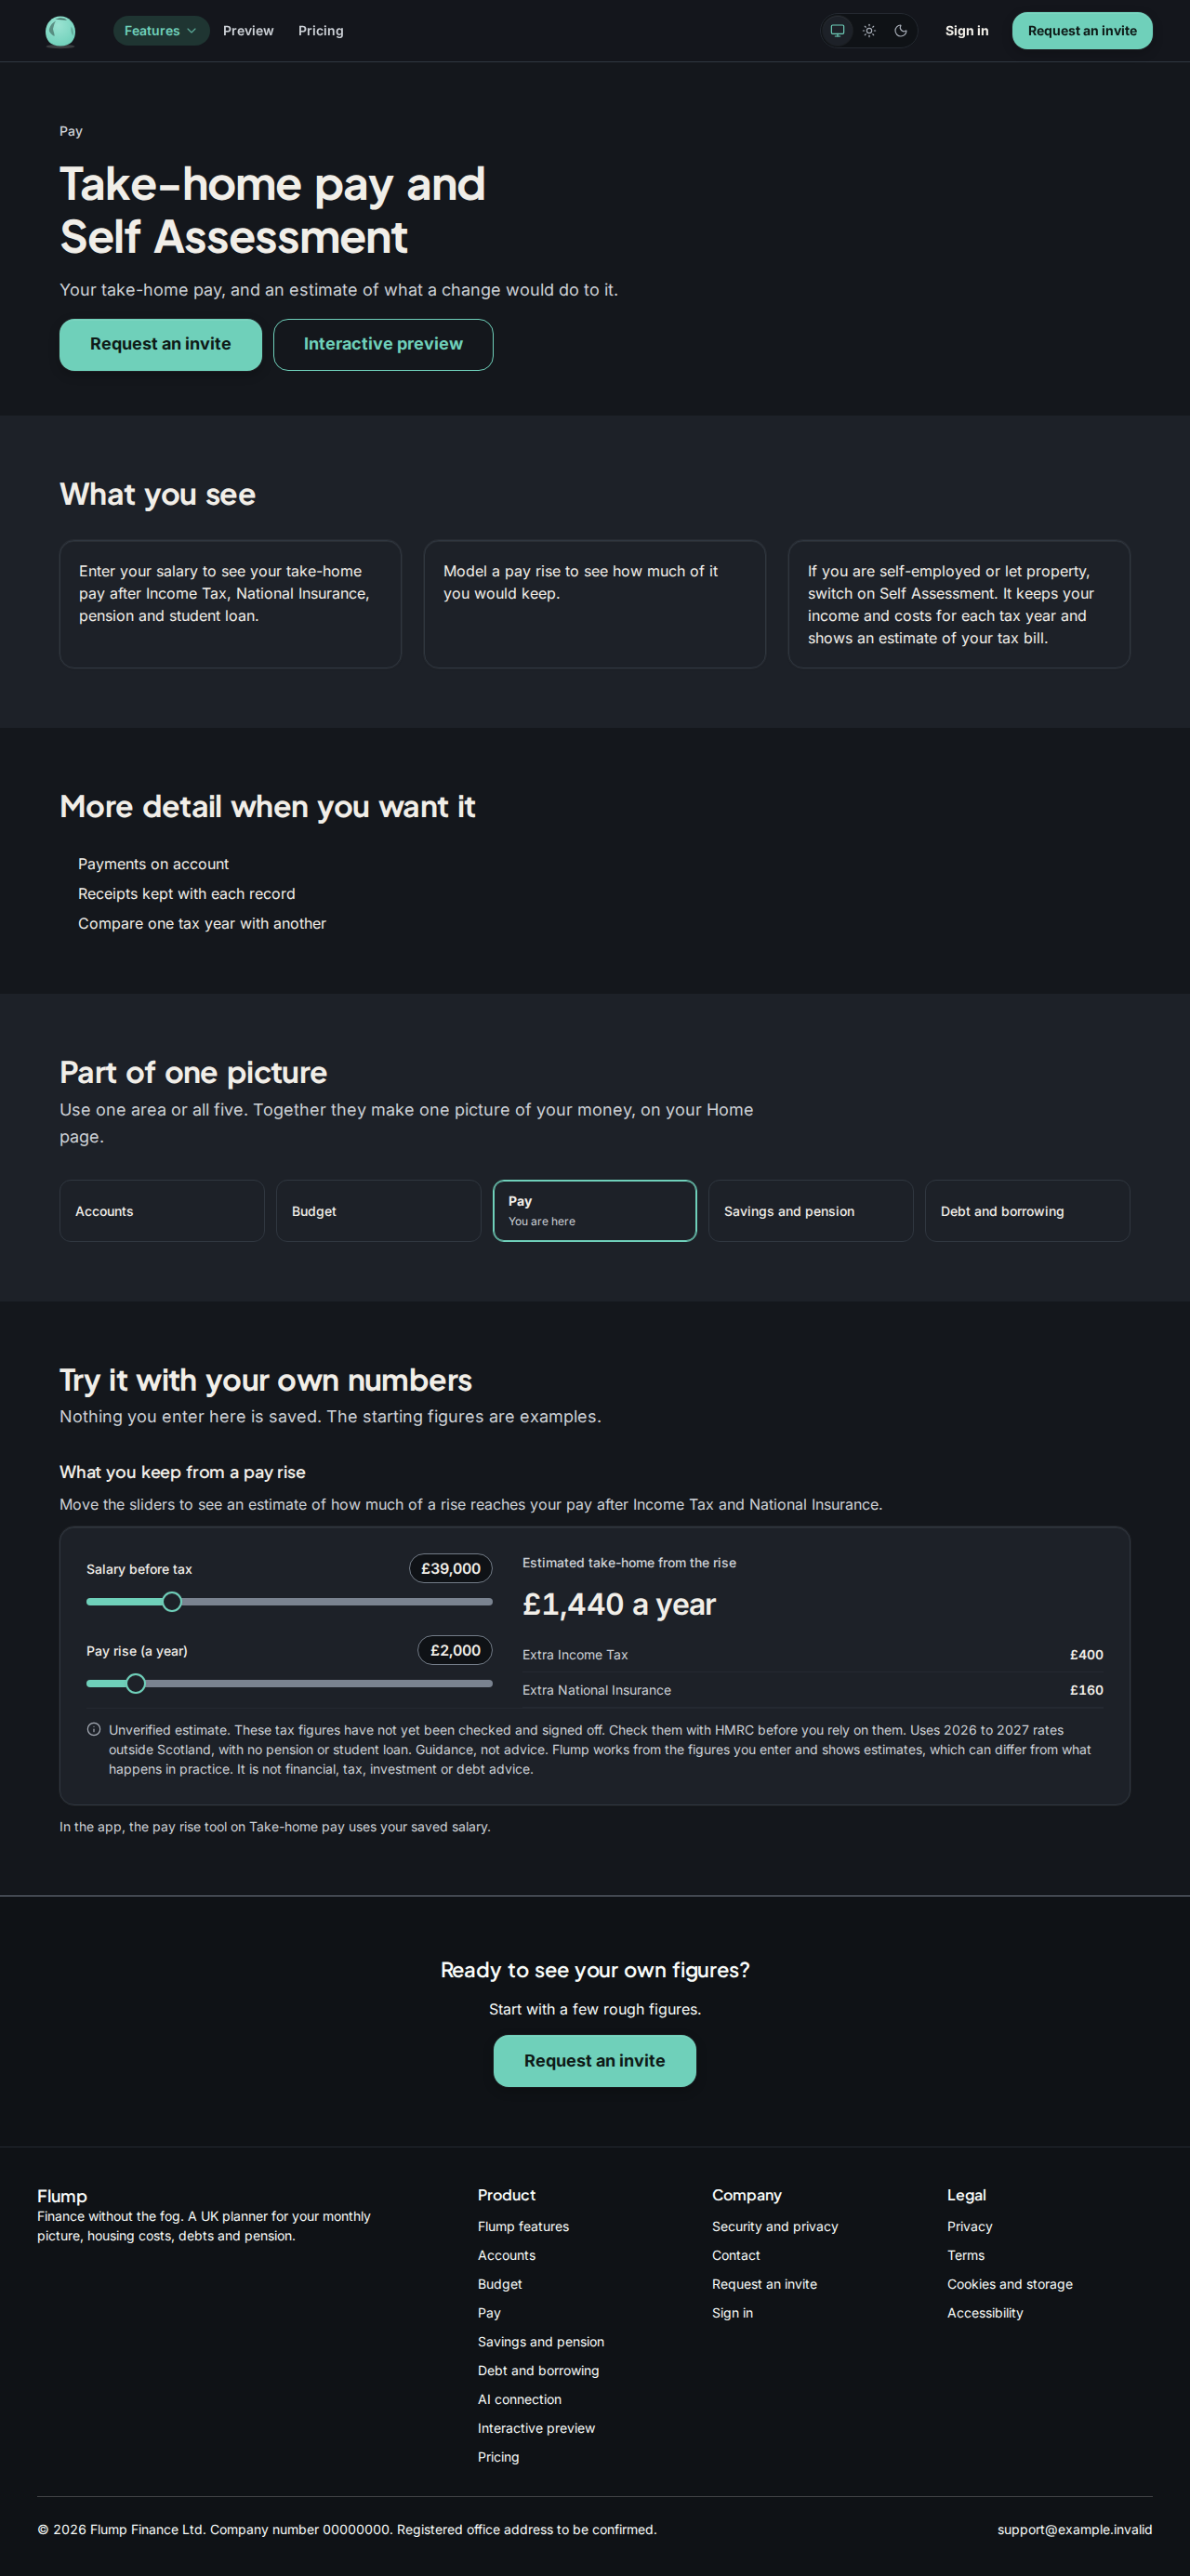 Features
Preview
Pricing
Sign in
Request an invite
Pay
Take-home pay and
Self Assessment
Your take-home pay, and an estimate of what a change would do to it.
Request an invite
Interactive preview
What you see
Enter your salary to see your take-home
pay after Income Tax, National Insurance,
pension and student loan.
Model a pay rise to see how much of it
you would keep.
If you are self-employed or let property,
switch on Self Assessment. It keeps your
income and costs for each tax year and
shows an estimate of your tax bill.
More detail when you want it
Payments on account
Receipts kept with each record
Compare one tax year with another
Part of one picture
Use one area or all five. Together they make one picture of your money, on your Home
page.
Accounts
Budget
Pay
You are here
Savings and pension
Debt and borrowing
Try it with your own numbers
Nothing you enter here is saved. The starting figures are examples.
What you keep from a pay rise
Move the sliders to see an estimate of how much of a rise reaches your pay after Income Tax and National Insurance.
Salary before tax
£39,000
Pay rise (a year)
£2,000
Estimated take-home from the rise
£1,440 a year
Extra Income Tax
£400
Extra National Insurance
£160
Unverified estimate. These tax figures have not yet been checked and signed off. Check them with HMRC before you rely on them. Uses 2026 to 2027 rates
outside Scotland, with no pension or student loan. Guidance, not advice. Flump works from the figures you enter and shows estimates, which can differ from what
happens in practice. It is not financial, tax, investment or debt advice.
In the app, the pay rise tool on Take-home pay uses your saved salary.
Ready to see your own figures?
Start with a few rough figures.
Request an invite
Flump
Finance without the fog. A UK planner for your monthly
picture, housing costs, debts and pension.
Product
Flump features
Accounts
Budget
Pay
Savings and pension
Debt and borrowing
AI connection
Interactive preview
Pricing
Company
Security and privacy
Contact
Request an invite
Sign in
Legal
Privacy
Terms
Cookies and storage
Accessibility
© 2026 Flump Finance Ltd. Company number 00000000. Registered office address to be confirmed.
support@example.invalid